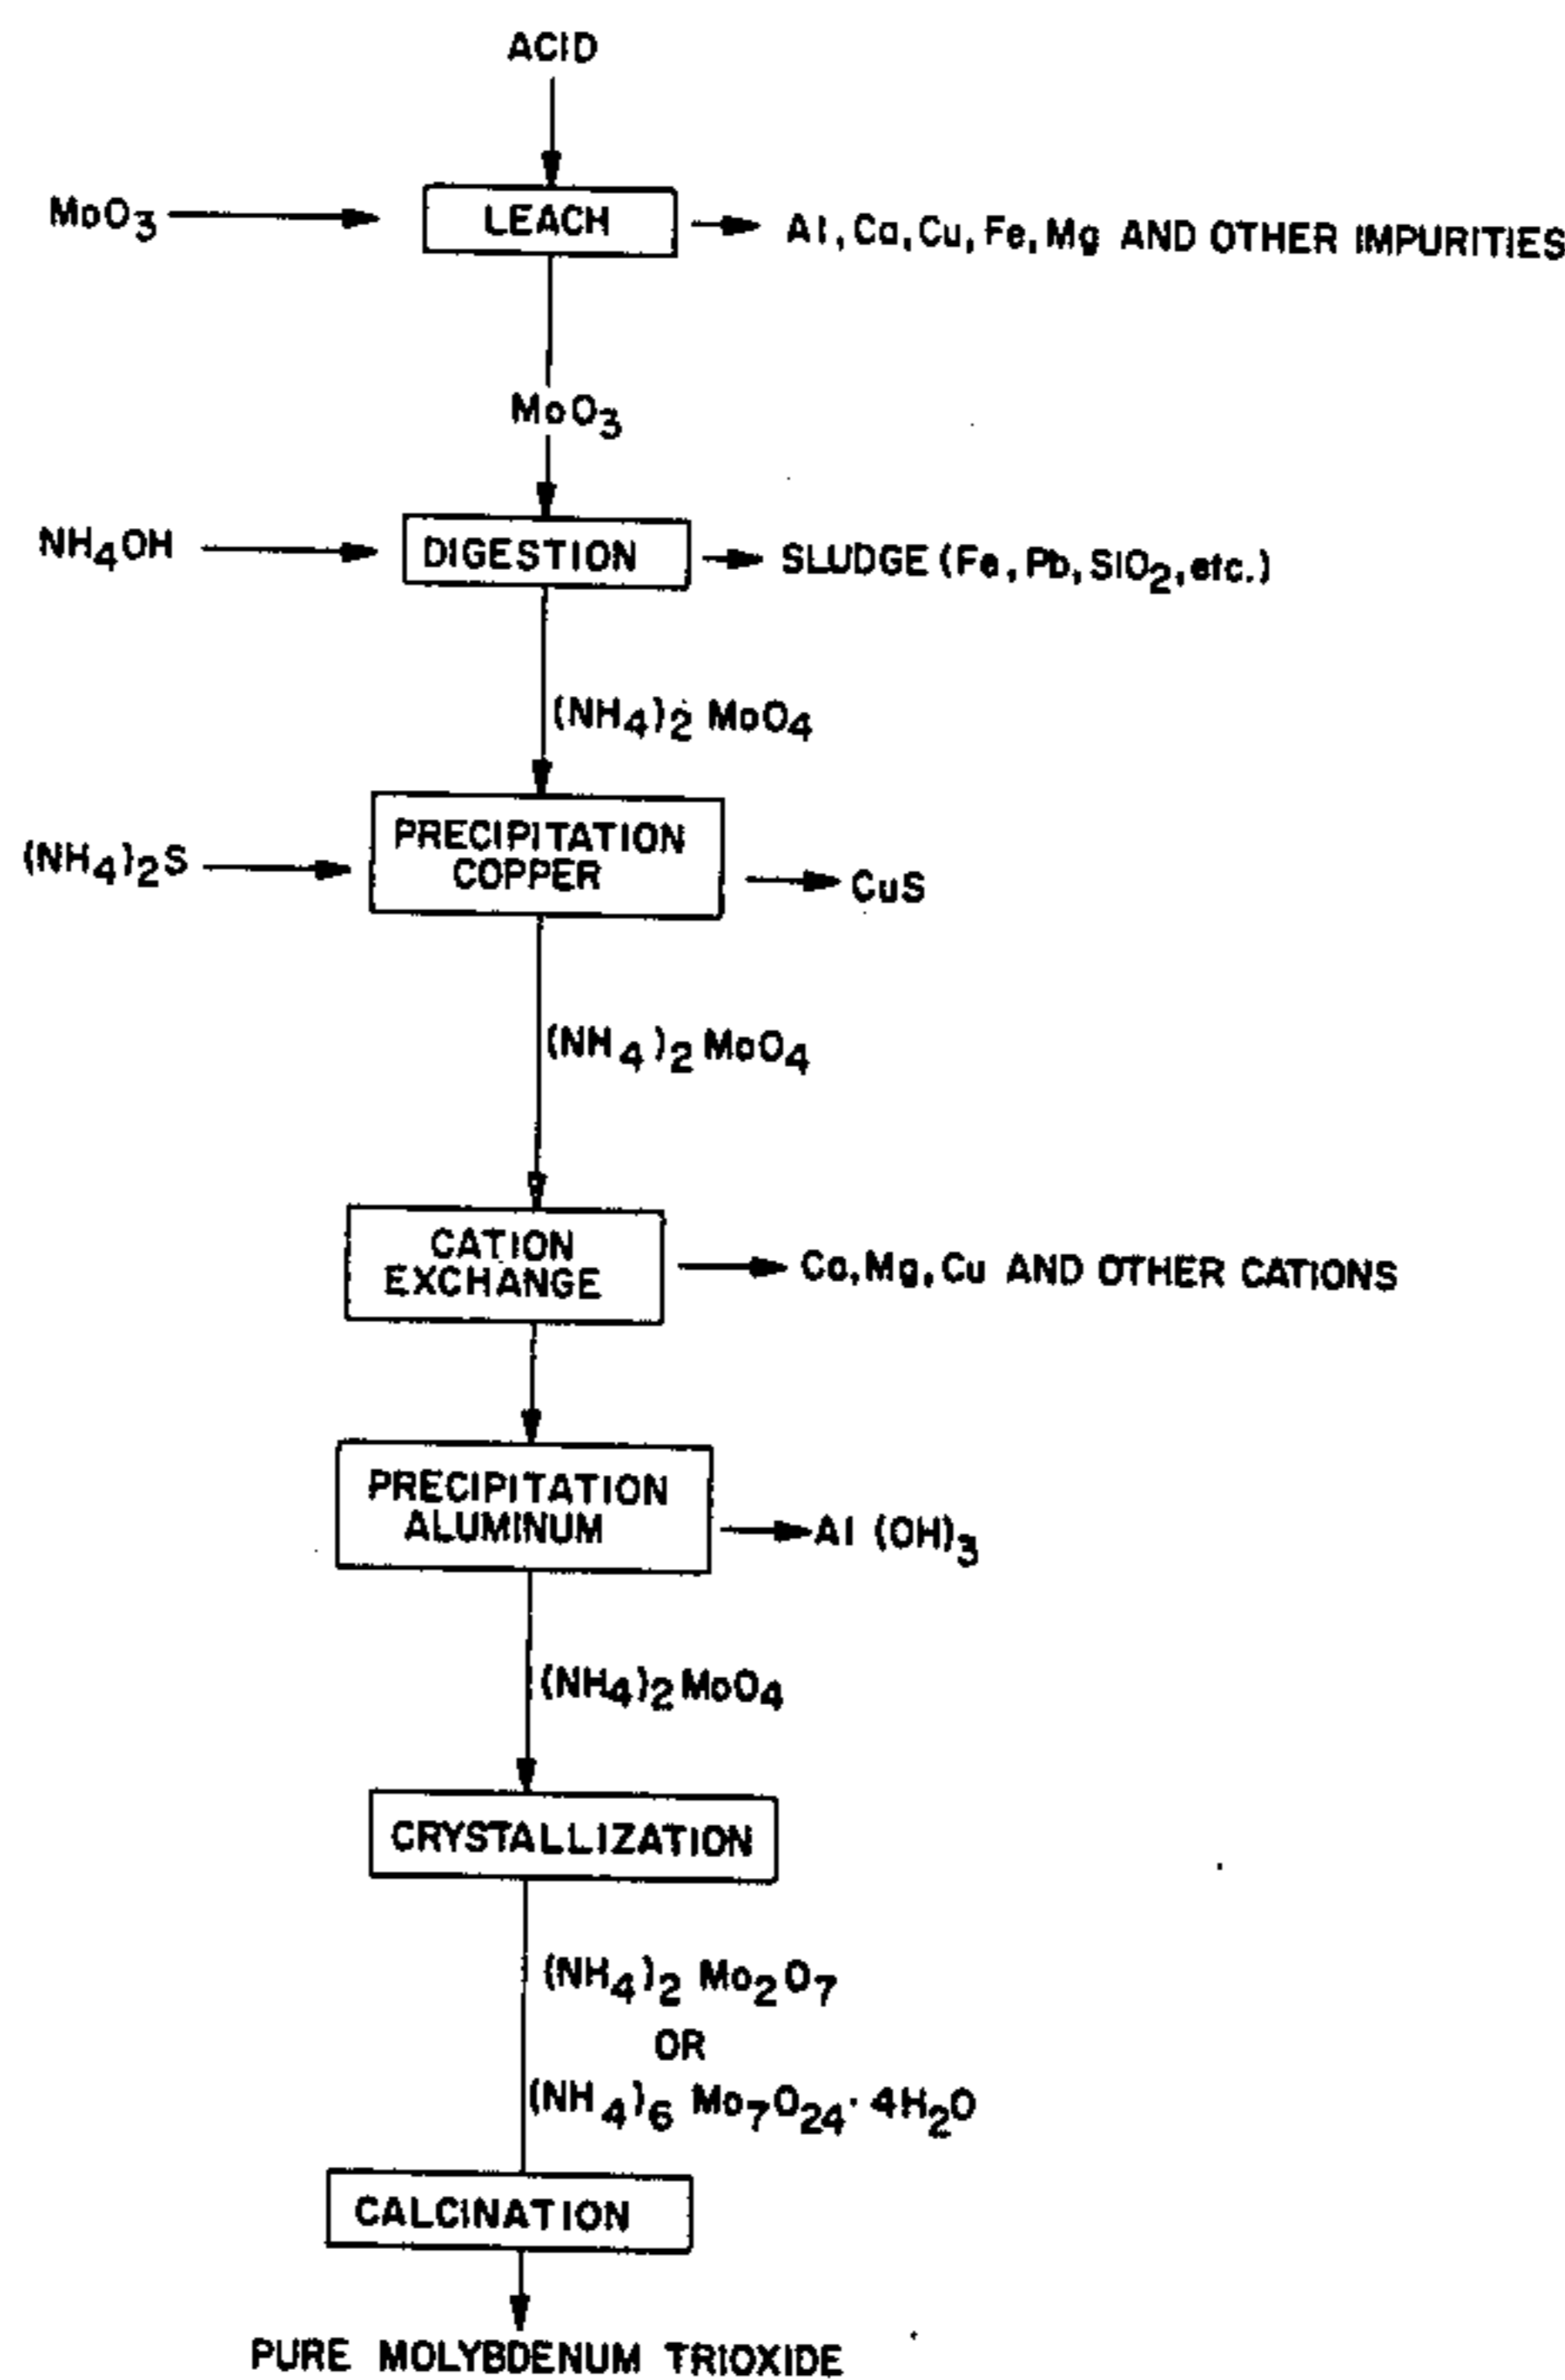 ACID
MoO3
LEACH
Al, Ca, Cu, Fe, Mg AND OTHER IMPURITIES
MoO3
NH4OH
DIGESTION
SLUDGE (Fe, Pb, SIO2, etc.)
(NH4)2 MoO4
(NH4)2S
PRECIPITATION
COPPER
CuS
(NH4)2 MoO4
CATION
EXCHANGE
Ca, Mg, Cu AND OTHER CATIONS
PRECIPITATION
ALUMINUM
Al (OH)3
(NH4)2 MoO4
CRYSTALLIZATION
(NH4)2 Mo2O7
OR
(NH4)6 Mo7O24 · 4H2O
CALCINATION
PURE MOLYBDENUM TRIOXIDE